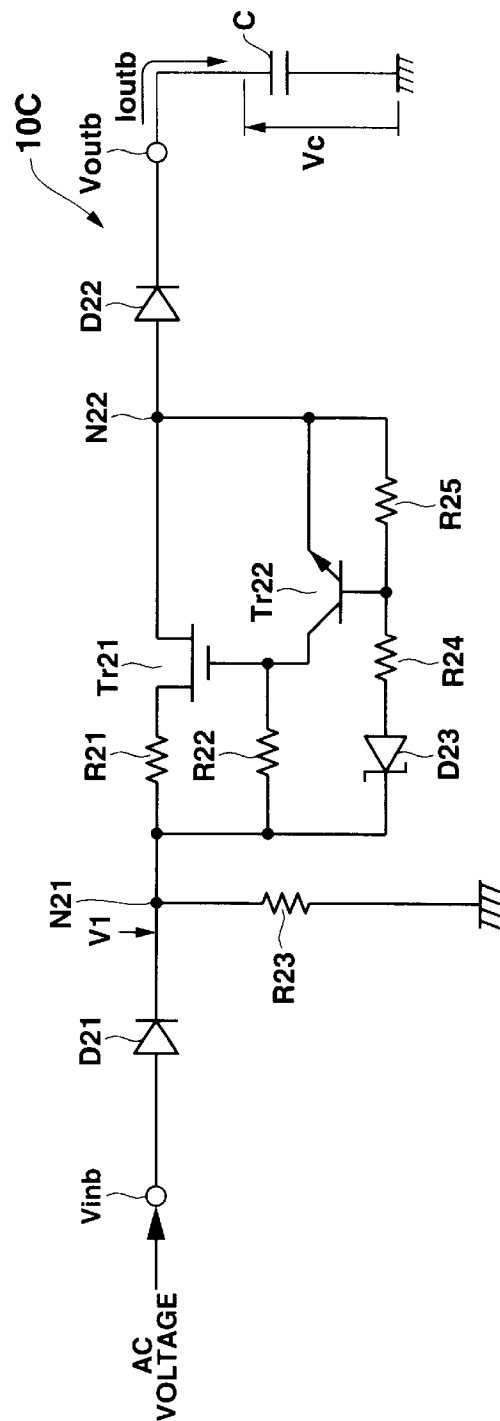 10C
AC
VOLTAGE
Vinb
D21
V1
N21
R23
R21
Tr21
R22
Tr22
D23
R24
R25
N22
D22
Voutb
Ioutb
C
Vc